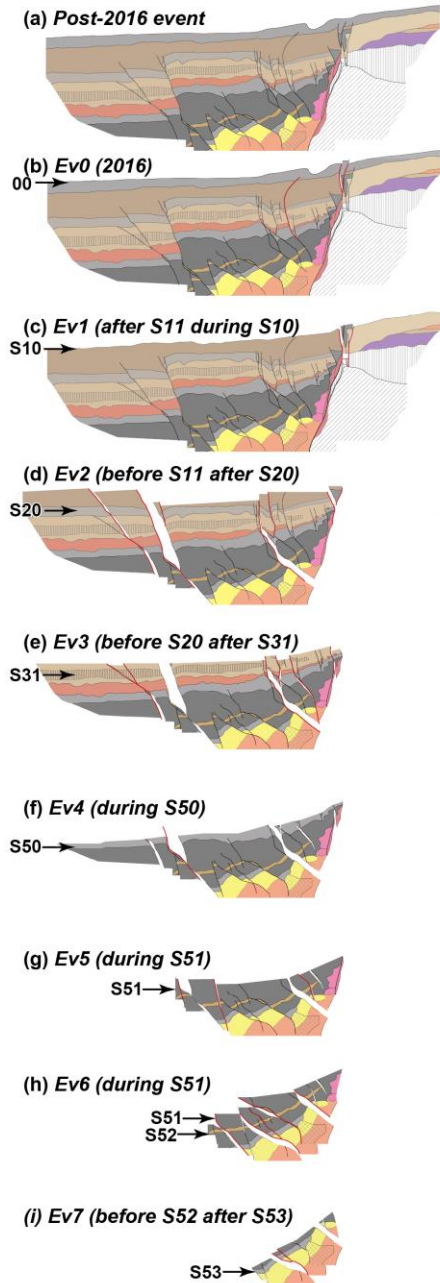 (a) Post-2016 event
(b) Ev0 (2016)
00
(c) Ev1 (after S11 during S10)
S10
(d) Ev2 (before S11 after S20)
S20
(e) Ev3 (before S20 after S31)
S31
(f) Ev4 (during S50)
S50
(g) Ev5 (during S51)
S51
(h) Ev6 (during S51)
S51
S52
(i) Ev7 (before S52 after S53)
S53